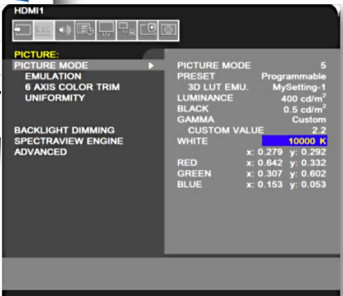 HDMI1
PICTURE:
PICTURE MODE
EMULATION
6 AXIS COLOR TRIM
UNIFORMITY
BACKLIGHT DIMMING
SPECTRAVIEW ENGINE
ADVANCED
PICTURE MODE 5
PRESET Programmable
3D LUT EMU. MySetting-1
LUMINANCE 400 cd/m²
BLACK 0.5 cd/m²
GAMMA Custom
CUSTOM VALUE 2.2
WHITE 10000 K
x: 0.279 y: 0.292
RED x: 0.642 y: 0.332
GREEN x: 0.307 y: 0.602
BLUE x: 0.153 y: 0.053